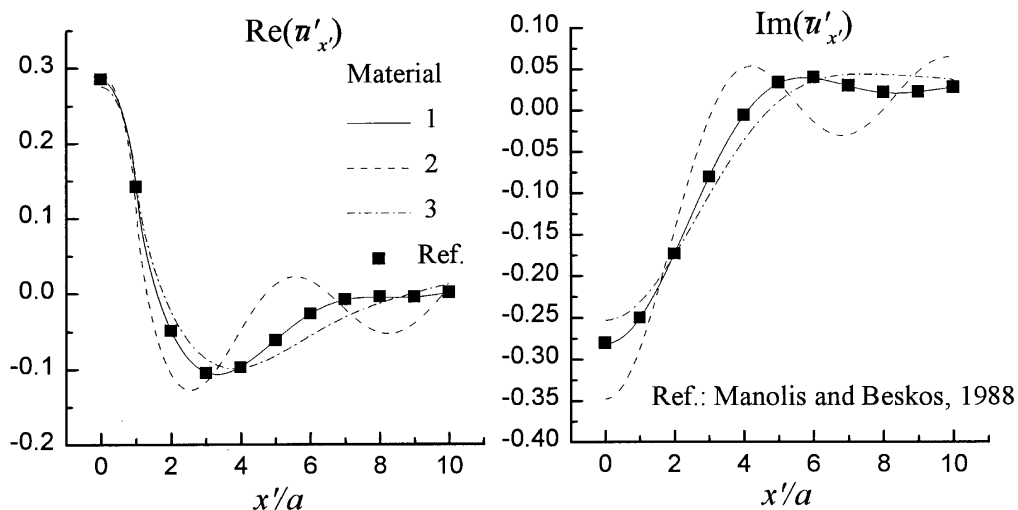 Re(u̅′x′)
0.3
0.2
0.1
0.0
-0.1
-0.2
0 2 4 6 8 10
x′/a
Material
1
2
3
Ref.
Im(u̅′x′)
0.10
0.05
0.00
-0.05
-0.10
-0.15
-0.20
-0.25
-0.30
-0.35
-0.40
0 2 4 6 8 10
x′/a
Ref.: Manolis and Beskos, 1988